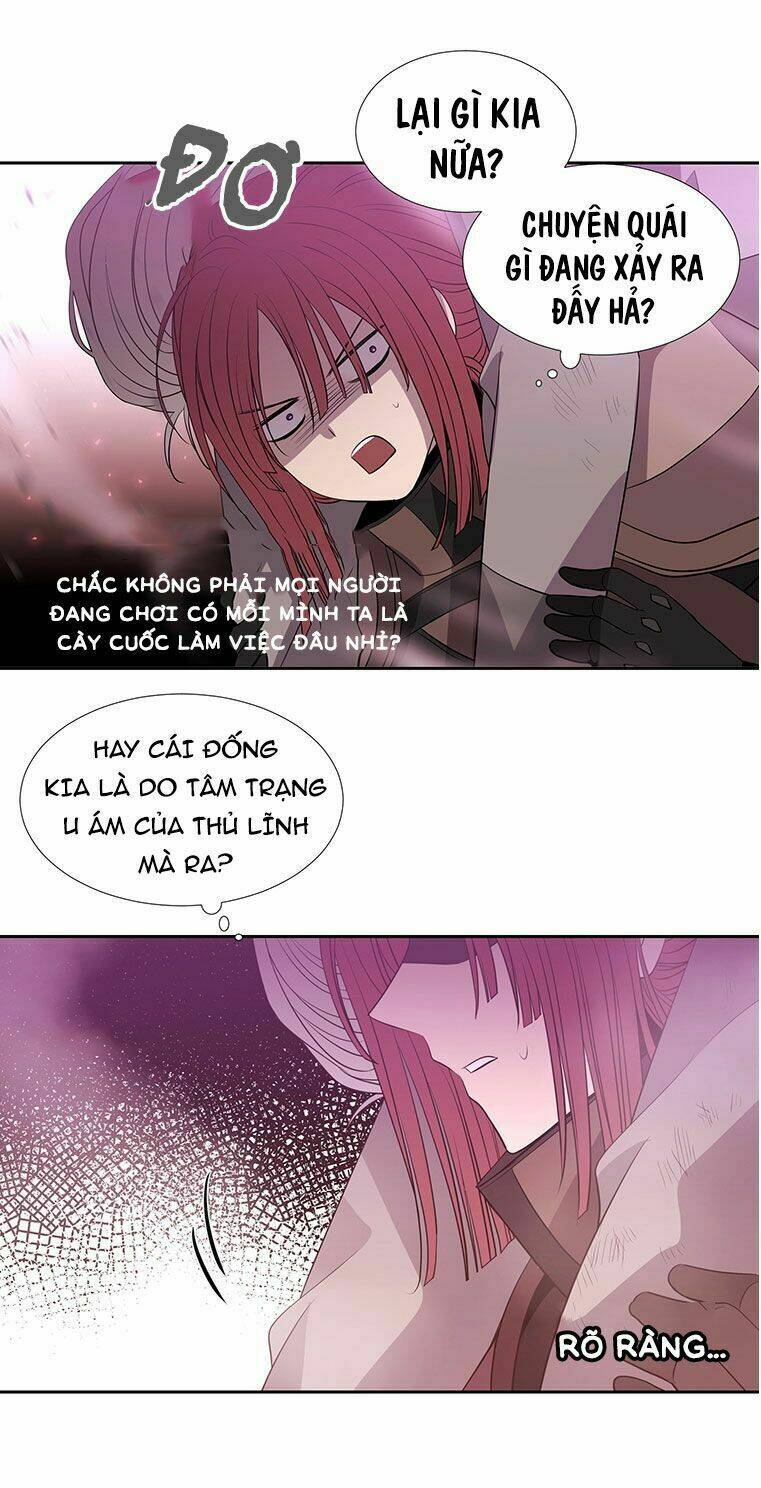 LẠI GÌ KIA
NỮA?
ĐƠ
CHUYỆN QUÁI
GÌ ĐANG XẢY RA
ĐẤY HẢ?
CHẮC KHÔNG PHẢI MỌI NGƯỜI
ĐANG CHƠI CÓ MỖI MÌNH TA LÀ
CÀY CUỐC LÀM VIỆC ĐÂU NHỈ?
HAY CÁI ĐỐNG
KIA LÀ DO TÂM TRẠNG
U ÁM CỦA THỦ LĨNH
MÀ RA?
RÕ RÀNG...